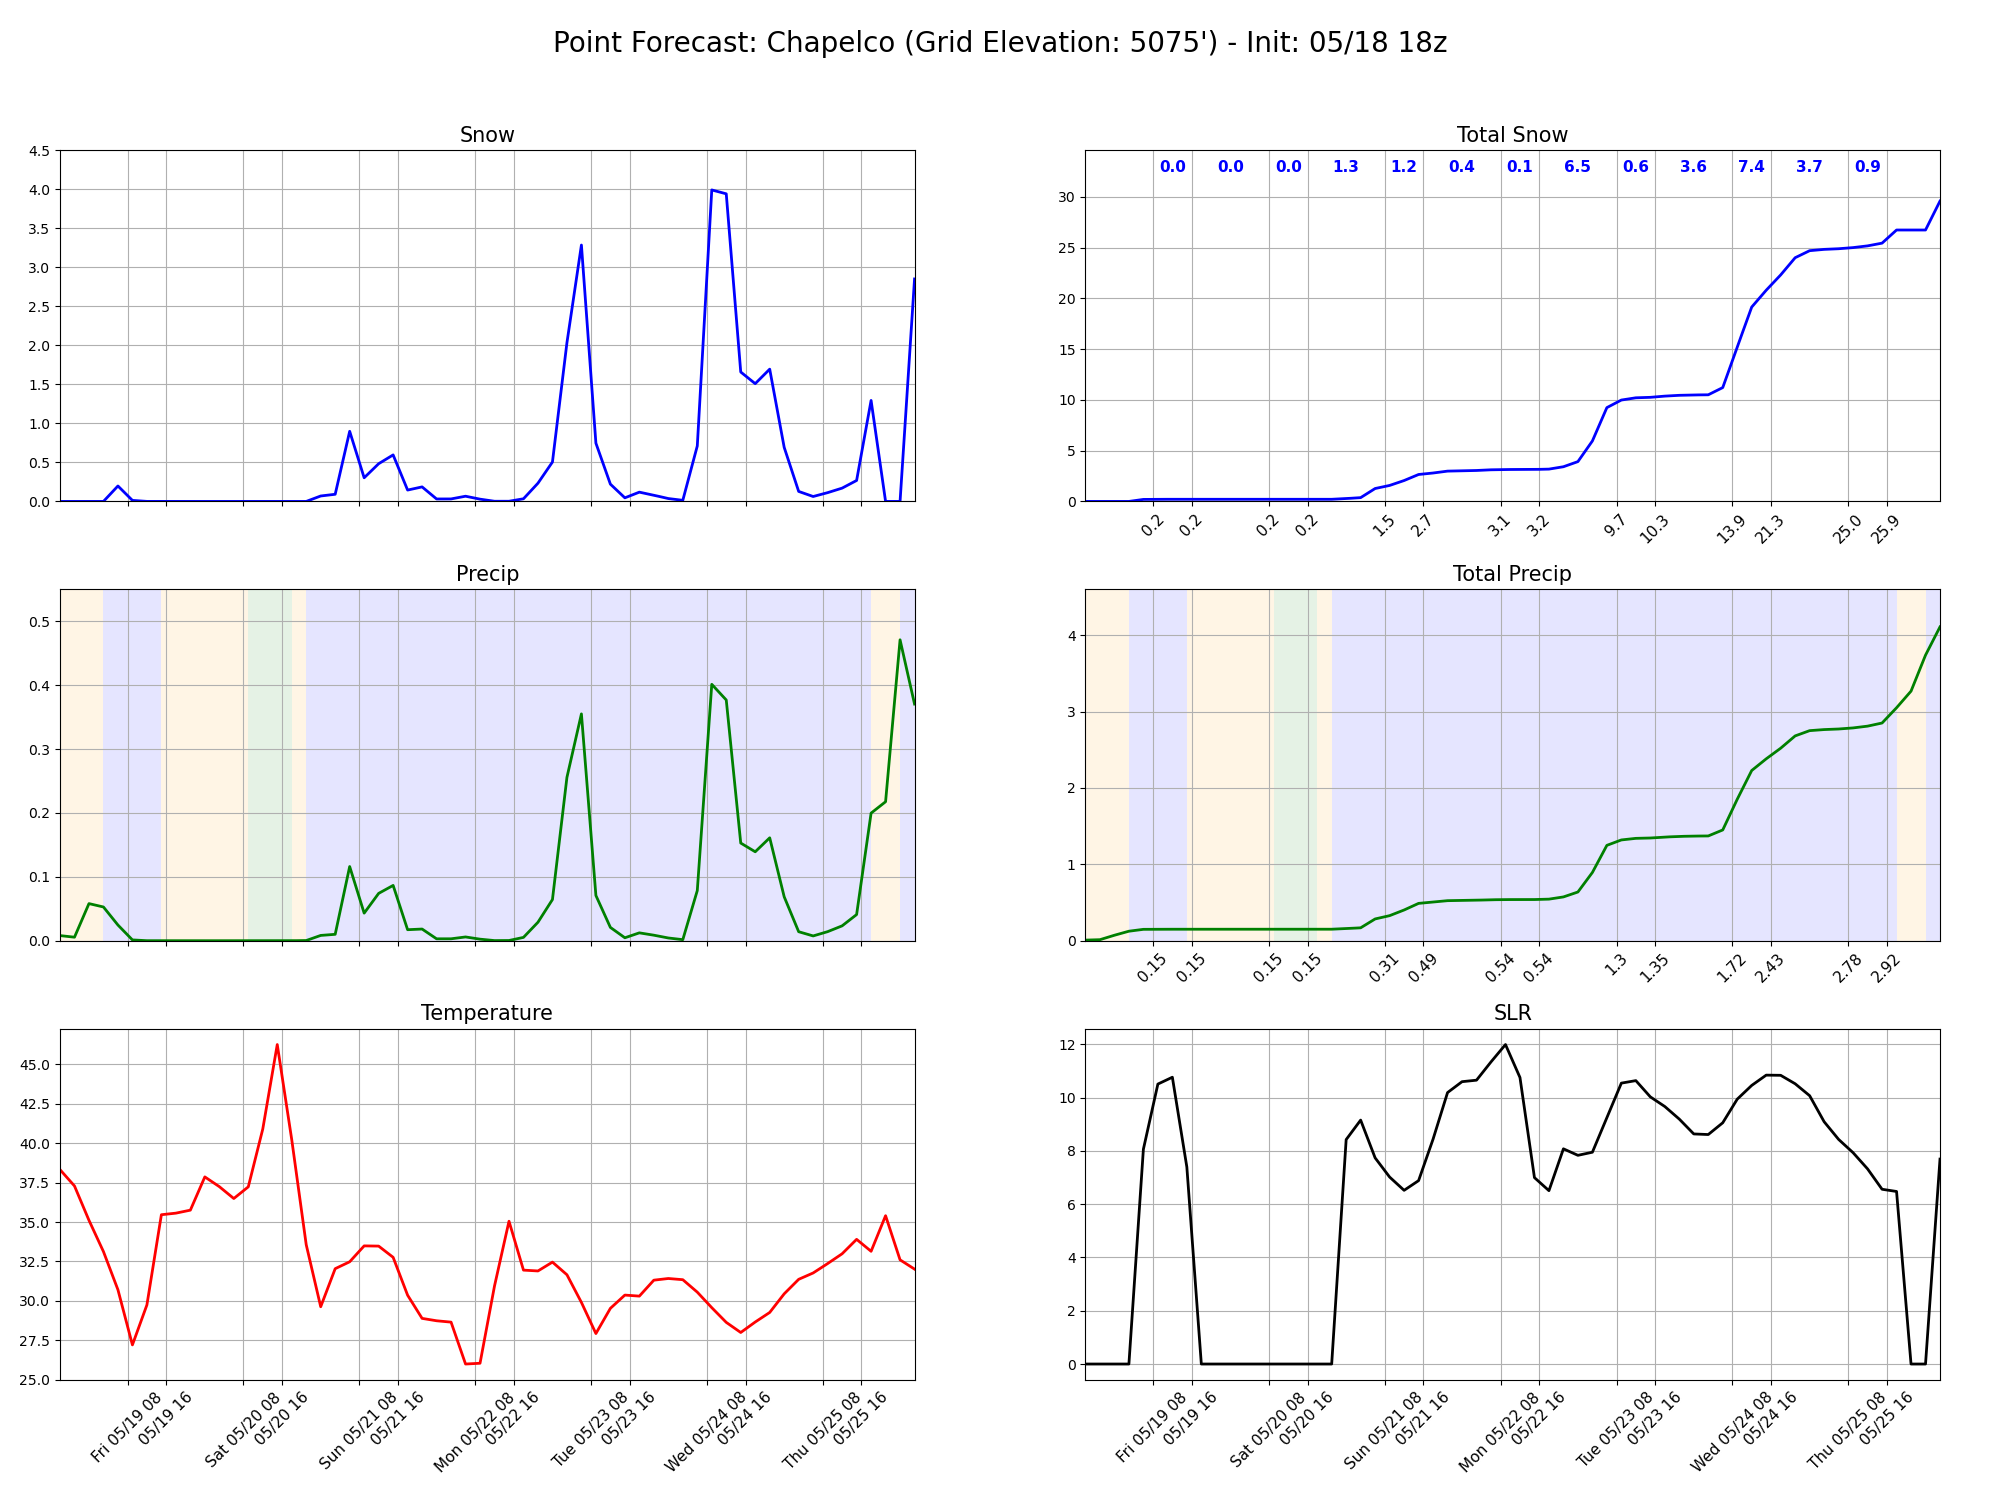 Point Forecast: Chapelco (Grid Elevation: 5075') - Init: 05/18 18z
Snow
4.5
4.0
3.5
3.0
2.5
2.0
1.5
1.0
0.5
0.0
Total Snow
0.0 0.0 0.0 1.3 1.2 0.4 0.1 6.5 0.6 3.6 7.4 3.7 0.9
30
25
20
15
10
5
0
0.2 0.2 0.2 0.2 1.5 2.7 3.1 3.2 9.7 10.3 13.9 21.3 25.0 25.9
Precip
0.5
0.4
0.3
0.2
0.1
0.0
Total Precip
4
3
2
1
0
0.15 0.15 0.15 0.15 0.31 0.49 0.54 0.54 1.3 1.35 1.72 2.43 2.78 2.92
Temperature
45.0
42.5
40.0
37.5
35.0
32.5
30.0
27.5
25.0
Fri 05/19 08
05/19 16
Sat 05/20 08
05/20 16
Sun 05/21 08
05/21 16
Mon 05/22 08
05/22 16
Tue 05/23 08
05/23 16
Wed 05/24 08
05/24 16
Thu 05/25 08
05/25 16
SLR
12
10
8
6
4
2
0
Fri 05/19 08
05/19 16
Sat 05/20 08
05/20 16
Sun 05/21 08
05/21 16
Mon 05/22 08
05/22 16
Tue 05/23 08
05/23 16
Wed 05/24 08
05/24 16
Thu 05/25 08
05/25 16